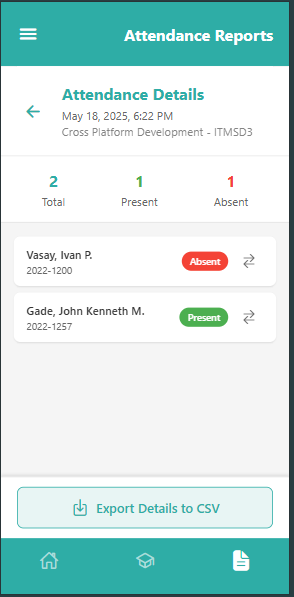 Attendance Reports
Attendance Details
May 18, 2025, 6:22 PM
Cross Platform Development - ITMSD3
2 1 1
Total Present Absent
Vasay, Ivan P.
Absent
2022-1200
Gade, John Kenneth M.
Present
2022-1257
Export Details to CSV